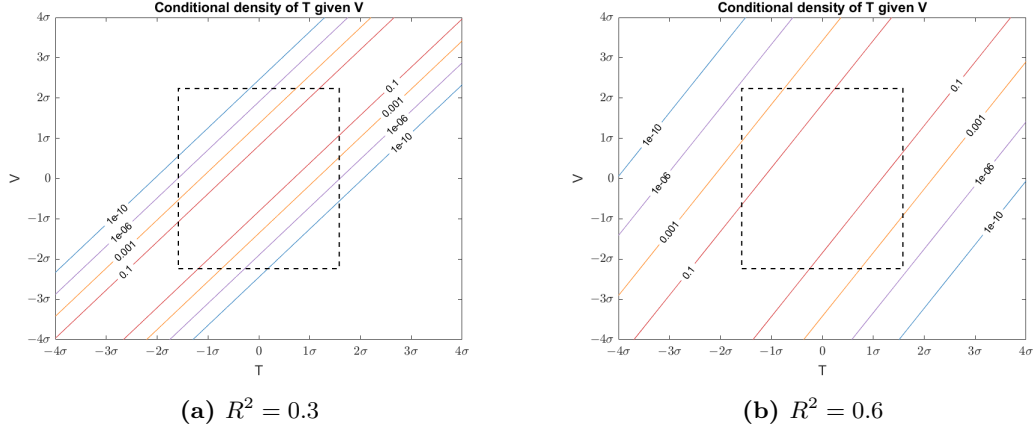 Conditional density of T given V
4σ
3σ
2σ
1σ
0
−1σ
−2σ
−3σ
−4σ
V
1e-10
1e-06
0.001
0.1
0.1
0.001
1e-06
1e-10
−4σ −3σ −2σ −1σ 0 1σ 2σ 3σ 4σ
T
(a) R² = 0.3
Conditional density of T given V
4σ
3σ
2σ
1σ
0
−1σ
−2σ
−3σ
−4σ
V
1e-10
1e-06
0.001
0.1
0.1
0.001
1e-06
1e-10
−4σ −3σ −2σ −1σ 0 1σ 2σ 3σ 4σ
T
(b) R² = 0.6